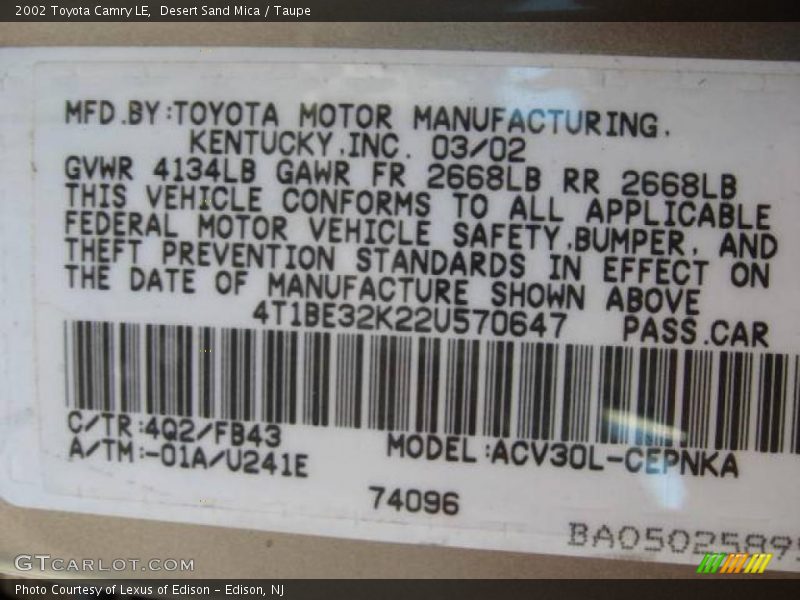 2002 Toyota Camry LE,  Desert Sand Mica / Taupe
MFD.BY:TOYOTA MOTOR MANUFACTURING,
KENTUCKY,INC. 03/02
GVWR 4134LB GAWR FR 2668LB RR 2668LB
THIS VEHICLE CONFORMS TO ALL APPLICABLE
FEDERAL MOTOR VEHICLE SAFETY,BUMPER, AND
THEFT PREVENTION STANDARDS IN EFFECT ON
THE DATE OF MANUFACTURE SHOWN ABOVE
4T1BE32K22U570647 PASS.CAR
C/TR:4Q2/FB43
A/TM:-01A/U241E
MODEL:ACV30L-CEPNKA
74096
GTCARLOT.COM
Photo Courtesy of Lexus of Edison - Edison, NJ